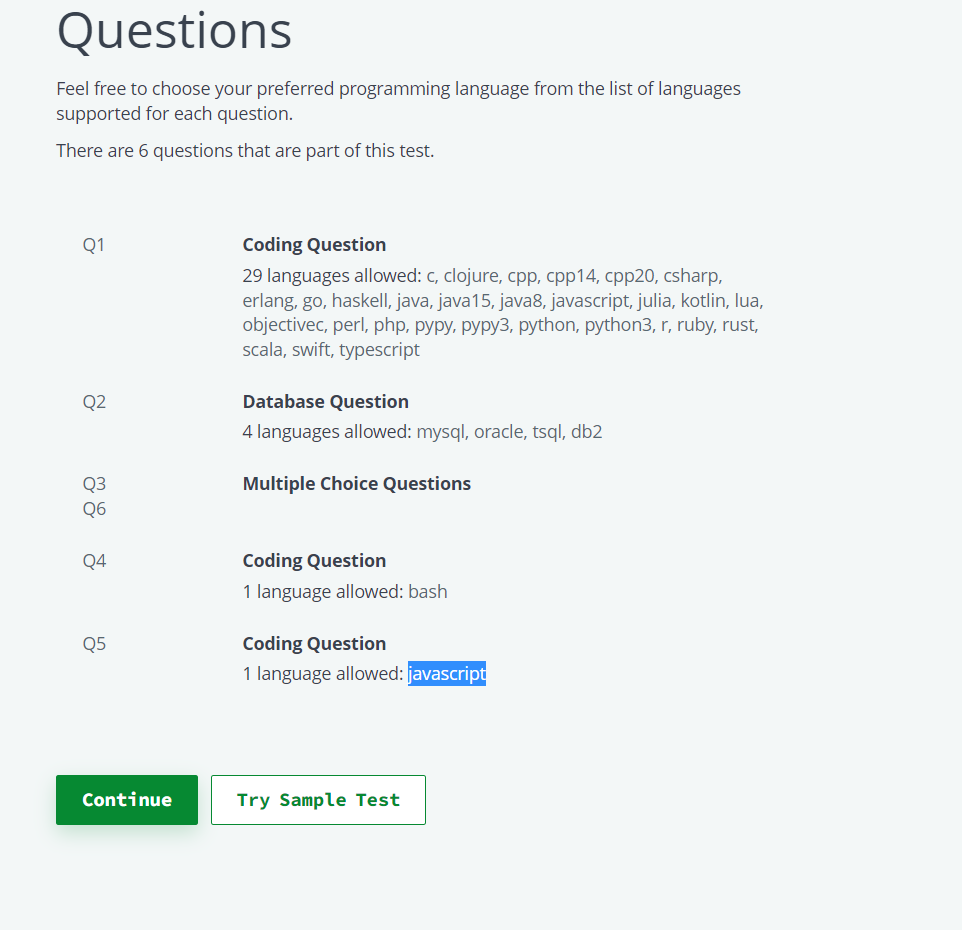 Questions
Feel free to choose your preferred programming language from the list of languages
supported for each question.
There are 6 questions that are part of this test.
Q1
Coding Question
29 languages allowed: c, clojure, cpp, cpp14, cpp20, csharp,
erlang, go, haskell, java, java15, java8, javascript, julia, kotlin, lua,
objectivec, perl, php, pypy, pypy3, python, python3, r, ruby, rust,
scala, swift, typescript
Q2
Database Question
4 languages allowed: mysql, oracle, tsql, db2
Q3
Q6
Multiple Choice Questions
Q4
Coding Question
1 language allowed: bash
Q5
Coding Question
1 language allowed: javascript
Continue
Try Sample Test